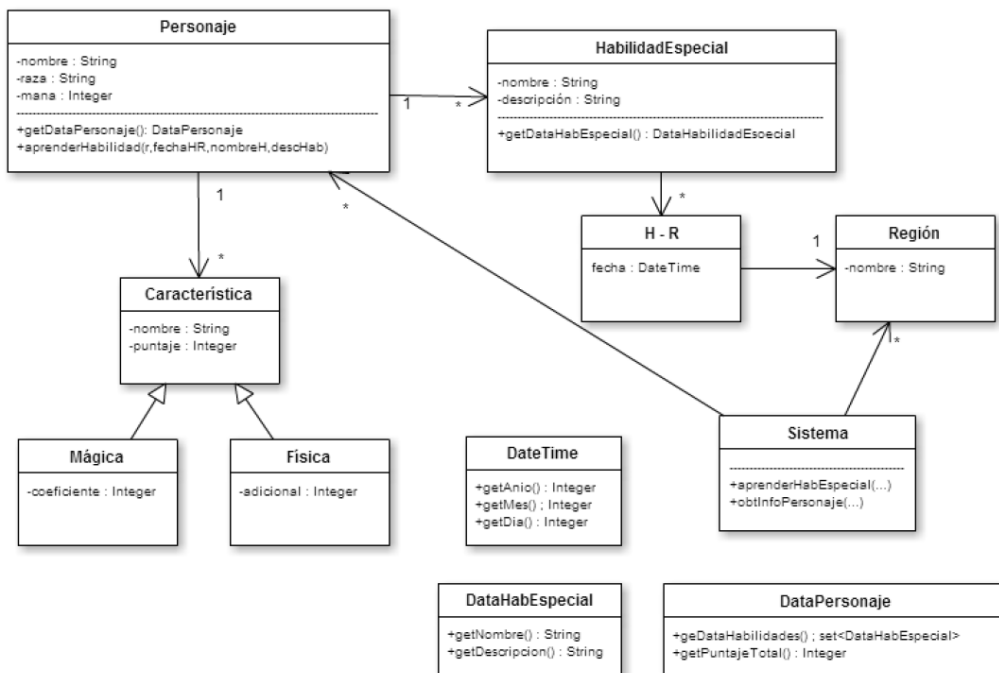 Personaje
-nombre : String
-raza : String
-mana : Integer
+getDataPersonaje(): DataPersonaje
+aprenderHabilidad(r,fechaHR,nombreH,descHab)
HabilidadEspecial
-nombre : String
-descripción : String
+getDataHabEspecial() : DataHabilidadEsoecial
1
*
1
*
*
*
H - R
fecha : DateTime
1
Región
-nombre : String
*
Característica
-nombre : String
-puntaje : Integer
Mágica
-coeficiente : Integer
Física
-adicional : Integer
DateTime
+getAnio() : Integer
+getMes() ; Integer
+getDia() : Integer
Sistema
+aprenderHabEspecial(...)
+obtInfoPersonaje(...)
DataHabEspecial
+getNombre() : String
+getDescripcion() : String
DataPersonaje
+geDataHabilidades() ; set<DataHabEspecial>
+getPuntajeTotal() : Integer